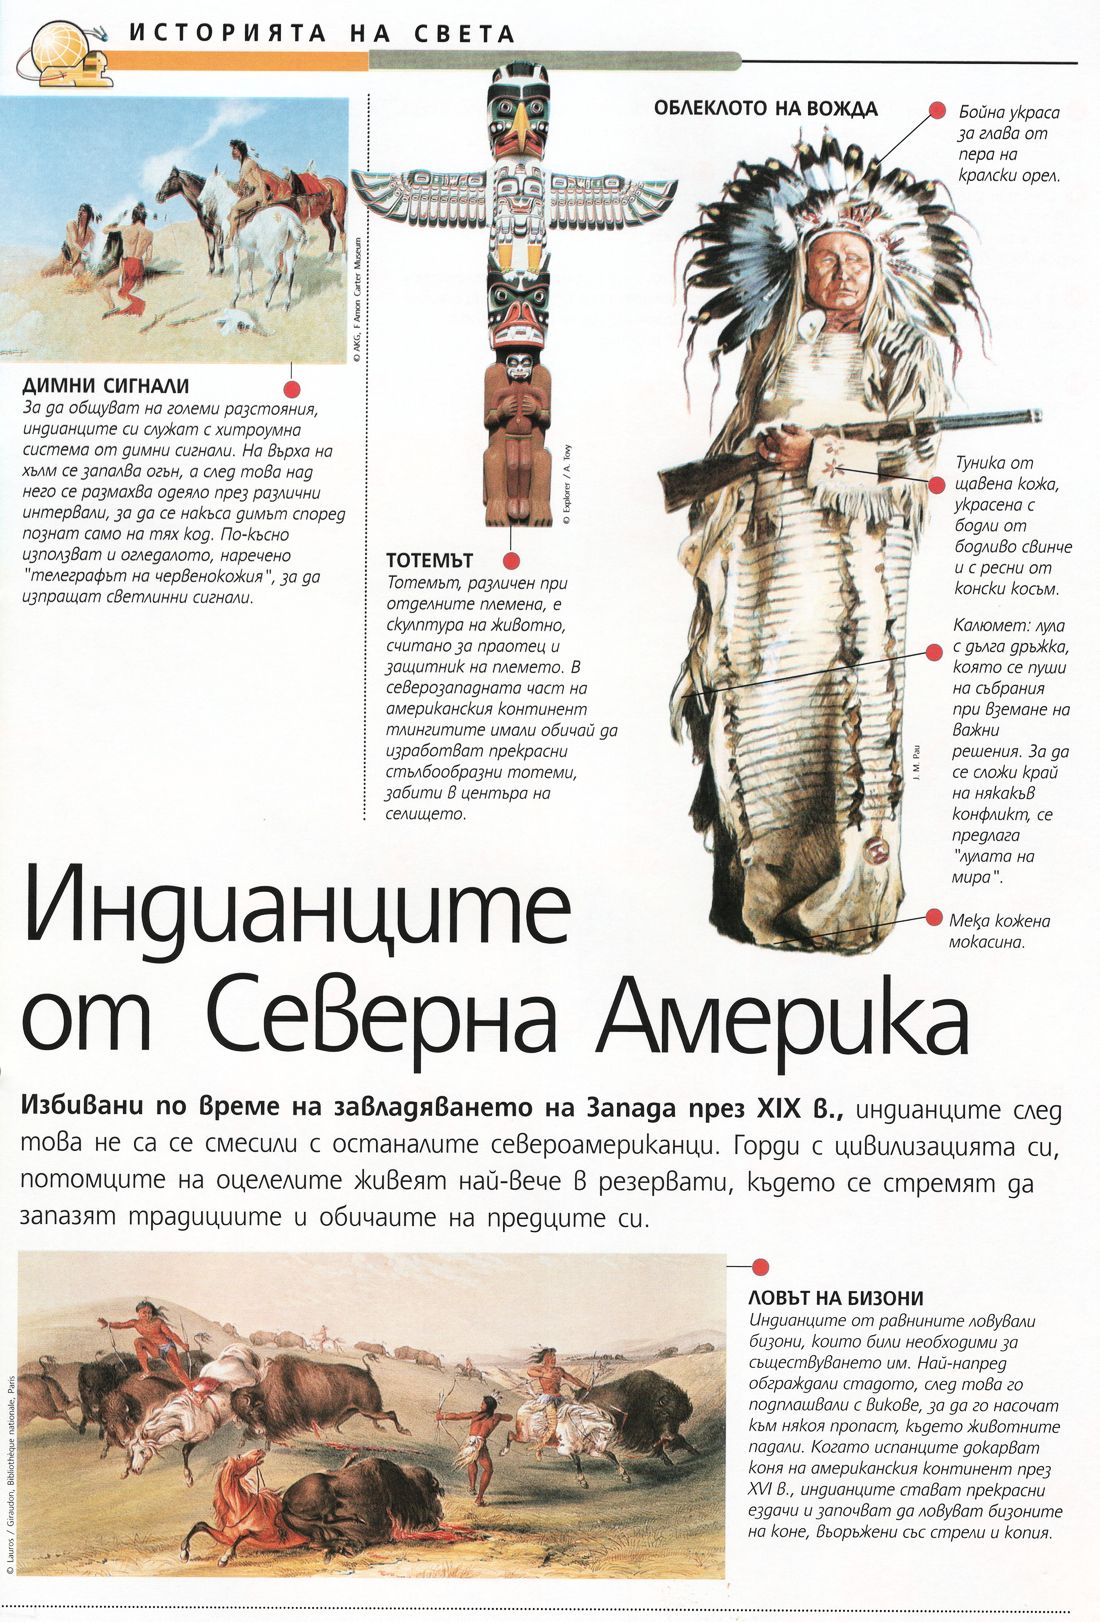 ИСТОРИЯТА НА СВЕТА
© AKG, F Amon Carter Museum
ДИМНИ СИГНАЛИ
За да общуват на големи разстояния,
индианците си служат с хитроумна
система от димни сигнали. На върха на
хълм се запалва огън, а след това над
него се размахва одеяло през различни
интервали, за да се накъса димът според
познат само на тях код. По-късно
използват и огледалото, наречено
"телеграфът на червенокожия", за да
изпращат светлинни сигнали.
© Explorer / A. Tovy
ТОТЕМЪТ
Тотемът, различен при
отделните племена, е
скулптура на животно,
считано за праотец и
защитник на племето. В
северозападната част на
американския континент
тлингитите имали обичай да
изработват прекрасни
стълбообразни тотеми,
забити в центъра на
селището.
ОБЛЕКЛОТО НА ВОЖДА
Бойна украса
за глава от
пера на
кралски орел.
Туника от
щавена кожа,
украсена с
бодли от
бодливо свинче
и с ресни от
конски косъм.
Калюмет: лула
с дълга дръжка,
която се пуши
на събрания
при вземане на
важни
решения. За да
се сложи край
на някакъв
конфликт, се
предлага
"лулата на
мира".
J. M. Pau
Мека кожена
мокасина.
Индианците
от Северна Америка
Избивани по време на завладяването на Запада през XIX в., индианците след
това не са се смесили с останалите североамериканци. Горди с цивилизацията си,
потомците на оцелелите живеят най-вече в резервати, където се стремят да
запазят традициите и обичаите на предците си.
© Lauros / Giraudon, Bibliothèque nationale, Paris
ЛОВЪТ НА БИЗОНИ
Индианците от равнините ловували
бизони, които били необходими за
съществуването им. Най-напред
обграждали стадото, след това го
подплашвали с викове, за да го насочат
към някоя пропаст, където животните
падали. Когато испанците докарват
коня на американския континент през
XVI в., индианците стават прекрасни
ездачи и започват да ловуват бизоните
на коне, въоръжени със стрели и копия.